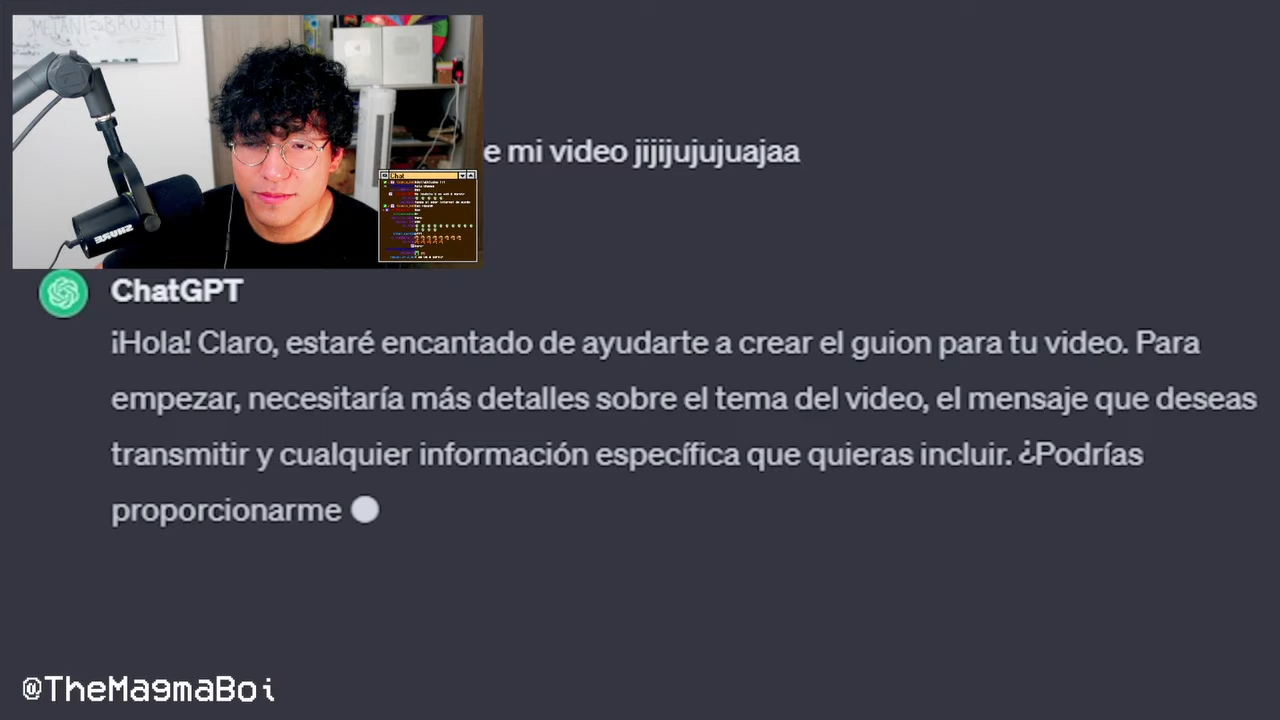 e mi video jijijujujuajaa
SHURE
Chat
ChatGPT
¡Hola! Claro, estaré encantado de ayudarte a crear el guion para tu video. Para
empezar, necesitaría más detalles sobre el tema del video, el mensaje que deseas
transmitir y cualquier información específica que quieras incluir. ¿Podrías
proporcionarme
@TheMagmaBoi